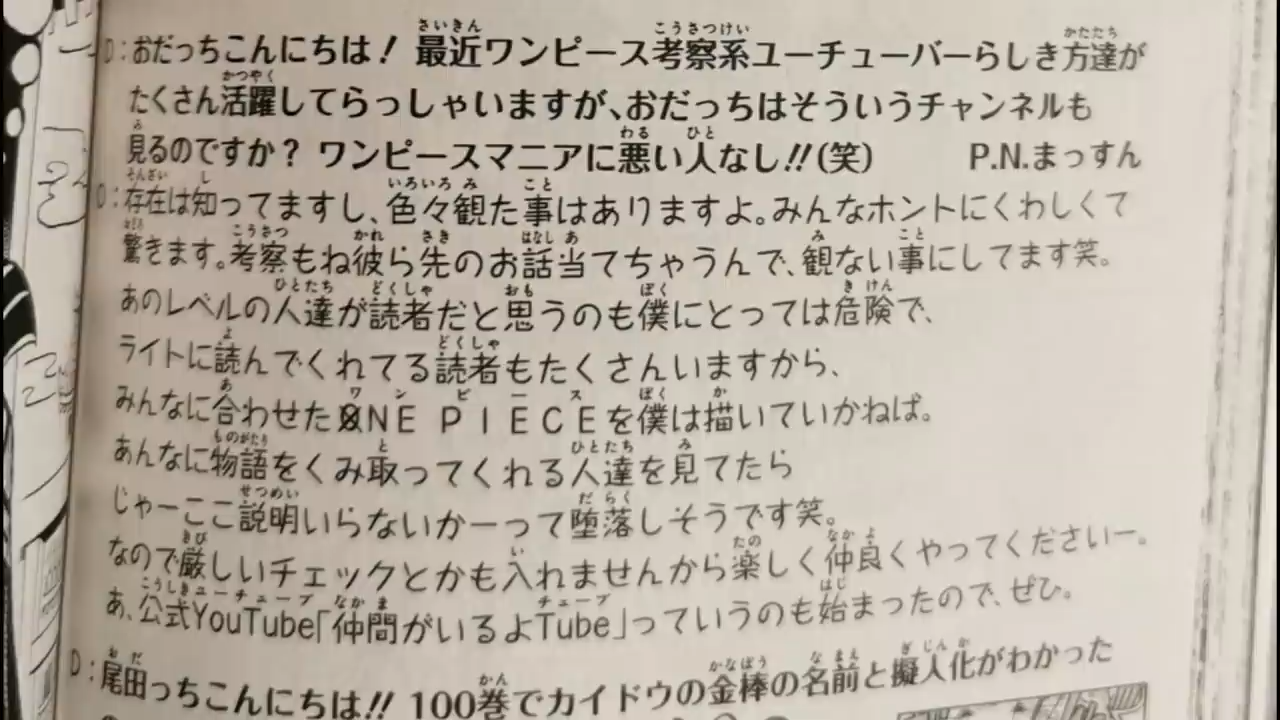 D：おだっちこんにちは！ 最近ワンピース考察系ユーチューバーらしき方達が
たくさん活躍してらっしゃいますが、おだっちはそういうチャンネルも
見るのですか？ ワンピースマニアに悪い人なし!!(笑) P.N.まっすん
O：存在は知ってますし、色々観た事はありますよ。みんなホントにくわしくて
驚きます。考察もね彼ら先のお話当てちゃうんで、観ない事にしてます笑。
あのレベルの人達が読者だと思うのも僕にとっては危険で、
ライトに読んでくれてる読者もたくさんいますから、
みんなに合わせたONE PIECEを僕は描いていかねば。
あんなに物語をくみ取ってくれる人達を見てたら
じゃーここ説明いらないかーって堕落しそうです笑。
なので厳しいチェックとかも入れませんから楽しく仲良くやってくださいー。
あ、公式YouTube「仲間がいるよTube」っていうのも始まったので、ぜひ。
D：尾田っちこんにちは!! 100巻でカイドウの金棒の名前と擬人化がわかった